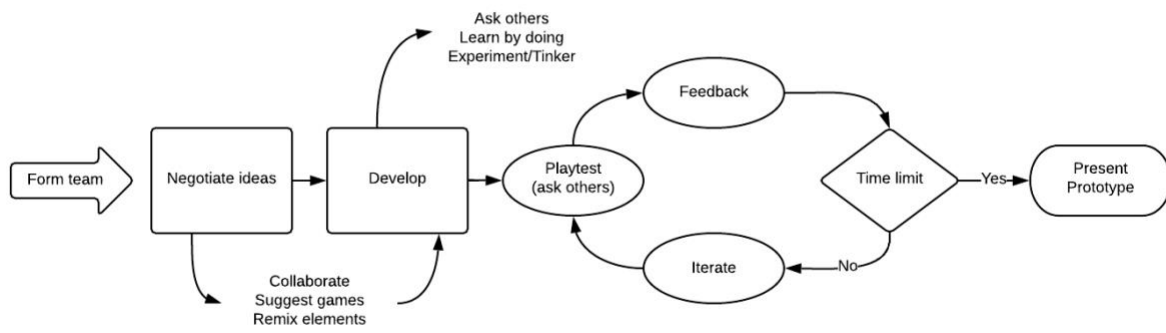 Ask others
Learn by doing
Experiment/Tinker
Form team
Negotiate ideas
Develop
Playtest
(ask others)
Feedback
Time limit
Yes
Present
Prototype
Iterate
No
Collaborate
Suggest games
Remix elements